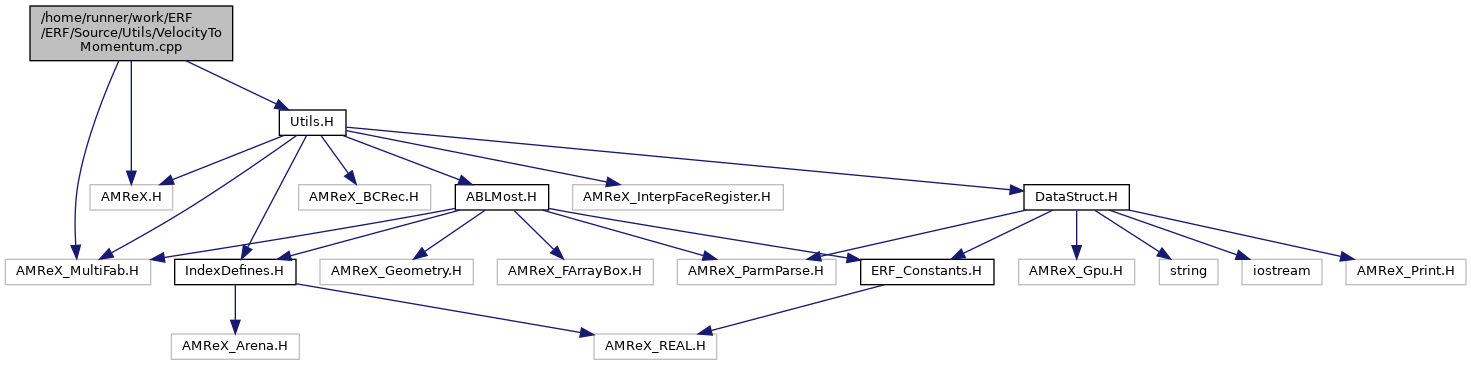 /home/runner/work/ERF
/ERF/Source/Utils/VelocityTo
Momentum.cpp
Utils.H
AMReX.H
AMReX_BCRec.H
ABLMost.H
AMReX_InterpFaceRegister.H
DataStruct.H
AMReX_MultiFab.H
IndexDefines.H
AMReX_Geometry.H
AMReX_FArrayBox.H
AMReX_ParmParse.H
ERF_Constants.H
AMReX_Gpu.H
string
iostream
AMReX_Print.H
AMReX_Arena.H
AMReX_REAL.H